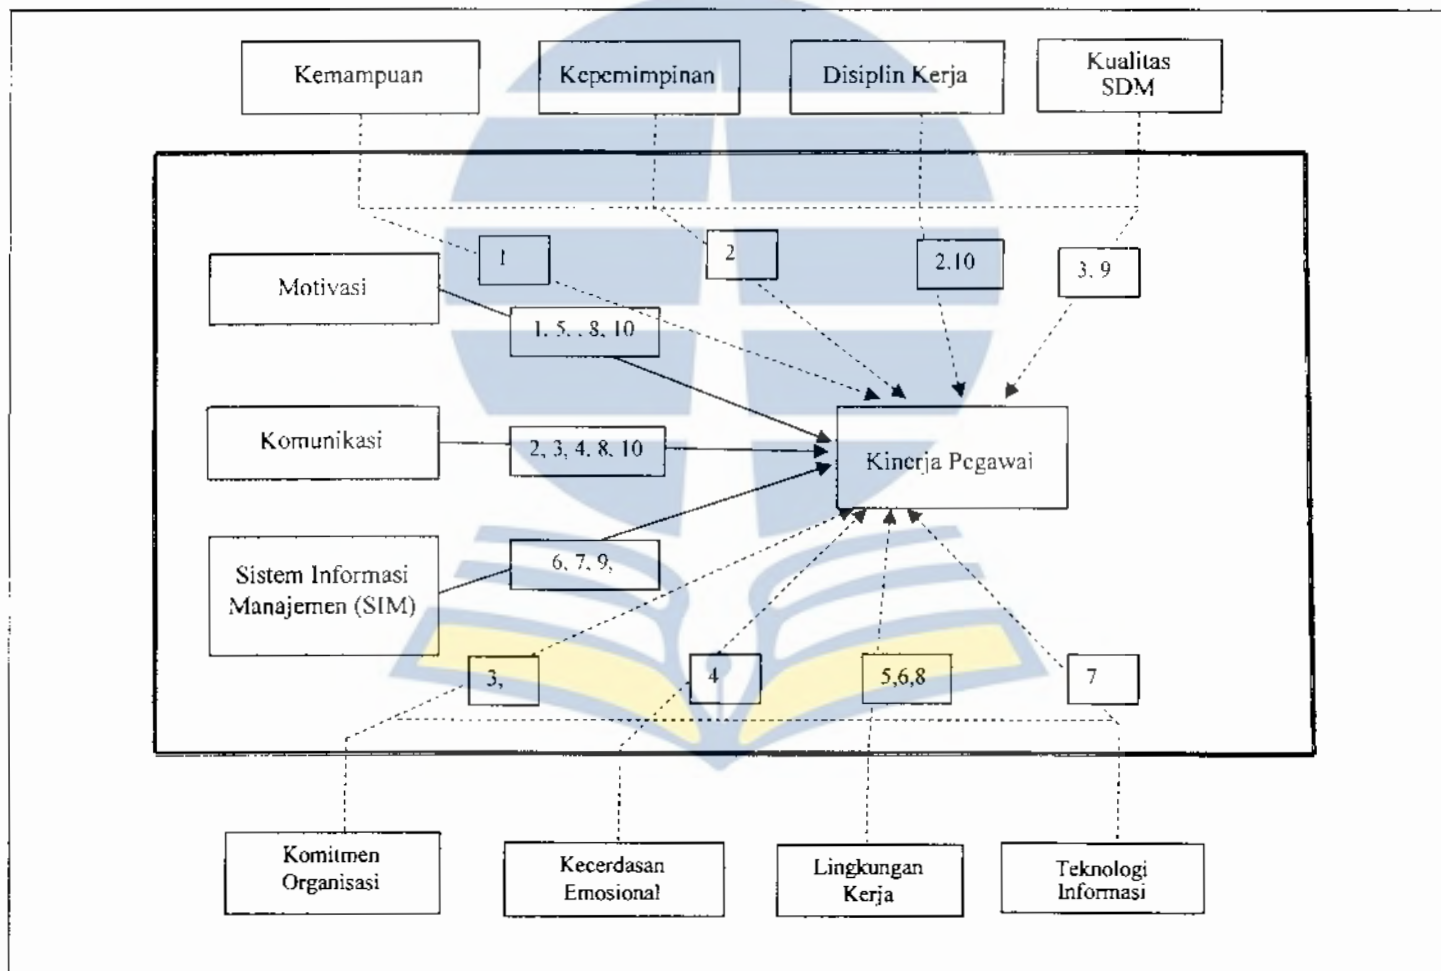 Kemampuan
Kepemimpinan
Disiplin Kerja
Kualitas
SDM
1
2
2.10
3, 9
Motivasi
1, 5, . 8, 10
Komunikasi
2, 3, 4, 8, 10
Kinerja Pegawai
Sistem Informasi
Manajemen (SIM)
6, 7, 9,
3,
4
5,6,8
7
Komitmen
Organisasi
Kecerdasan
Emosional
Lingkungan
Kerja
Teknologi
Informasi